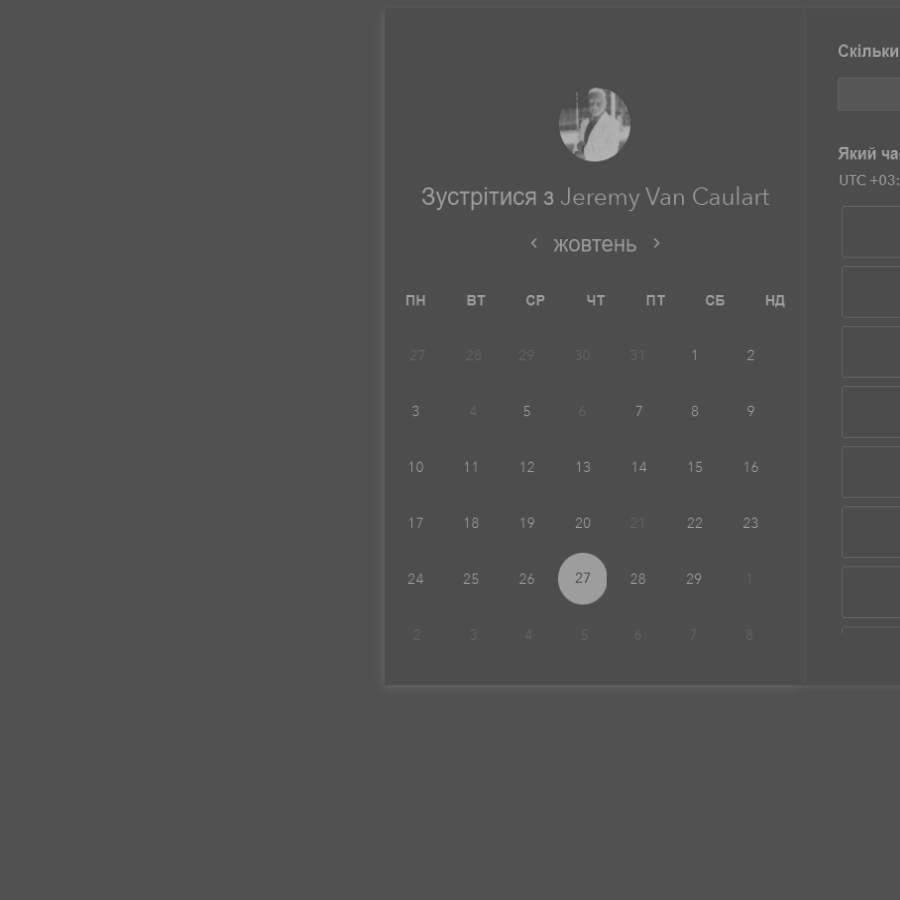 Зустрітися з Jeremy Van Caulart
жовтень
ПН ВТ СР ЧТ ПТ СБ НД
27 28 29 30 31 1 2
3 4 5 6 7 8 9
10 11 12 13 14 15 16
17 18 19 20 21 22 23
24 25 26 27 28 29 1
2 3 4 5 6 7 8
Скільки
Який ча
UTC +03: